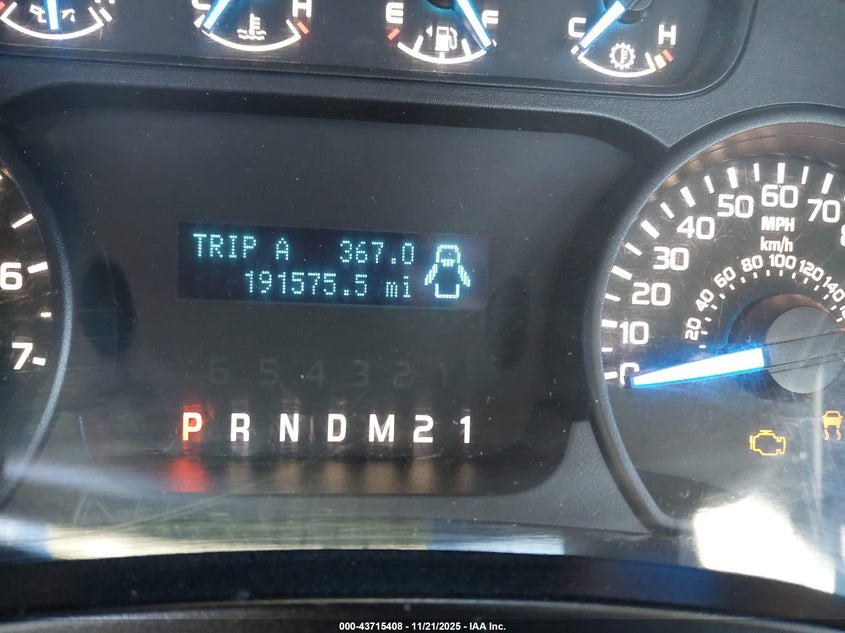 H
C H
E F
C H
TRIP A 367.0
191575.5 mi
6 5 4 3 2 1
P R N D M 2 1
6
7
0 10 20 30 40 50 60 70
MPH
km/h
20 40 60 80 100 120 140
000-43715408 - 11/21/2025 - IAA Inc.